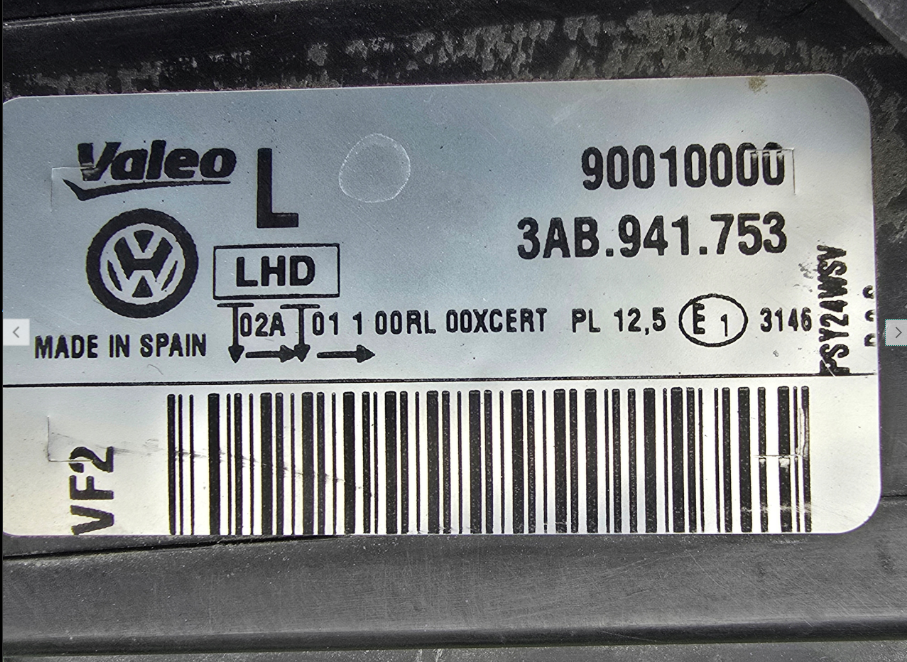 Valeo L 90010000
3AB.941.753
LHD
02A 01 1 00RL 00XCERT PL 12,5 E1 3146
MADE IN SPAIN
PSY24WSV
VF2